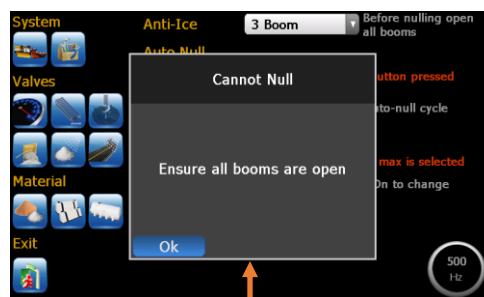 System
Anti-Ice
3 Boom
Before nulling open
all booms
Auto Null
Valves
Cannot Null
utton pressed
to-null cycle
Ensure all booms are open
max is selected
On to change
Material
Exit
Ok
500
Hz